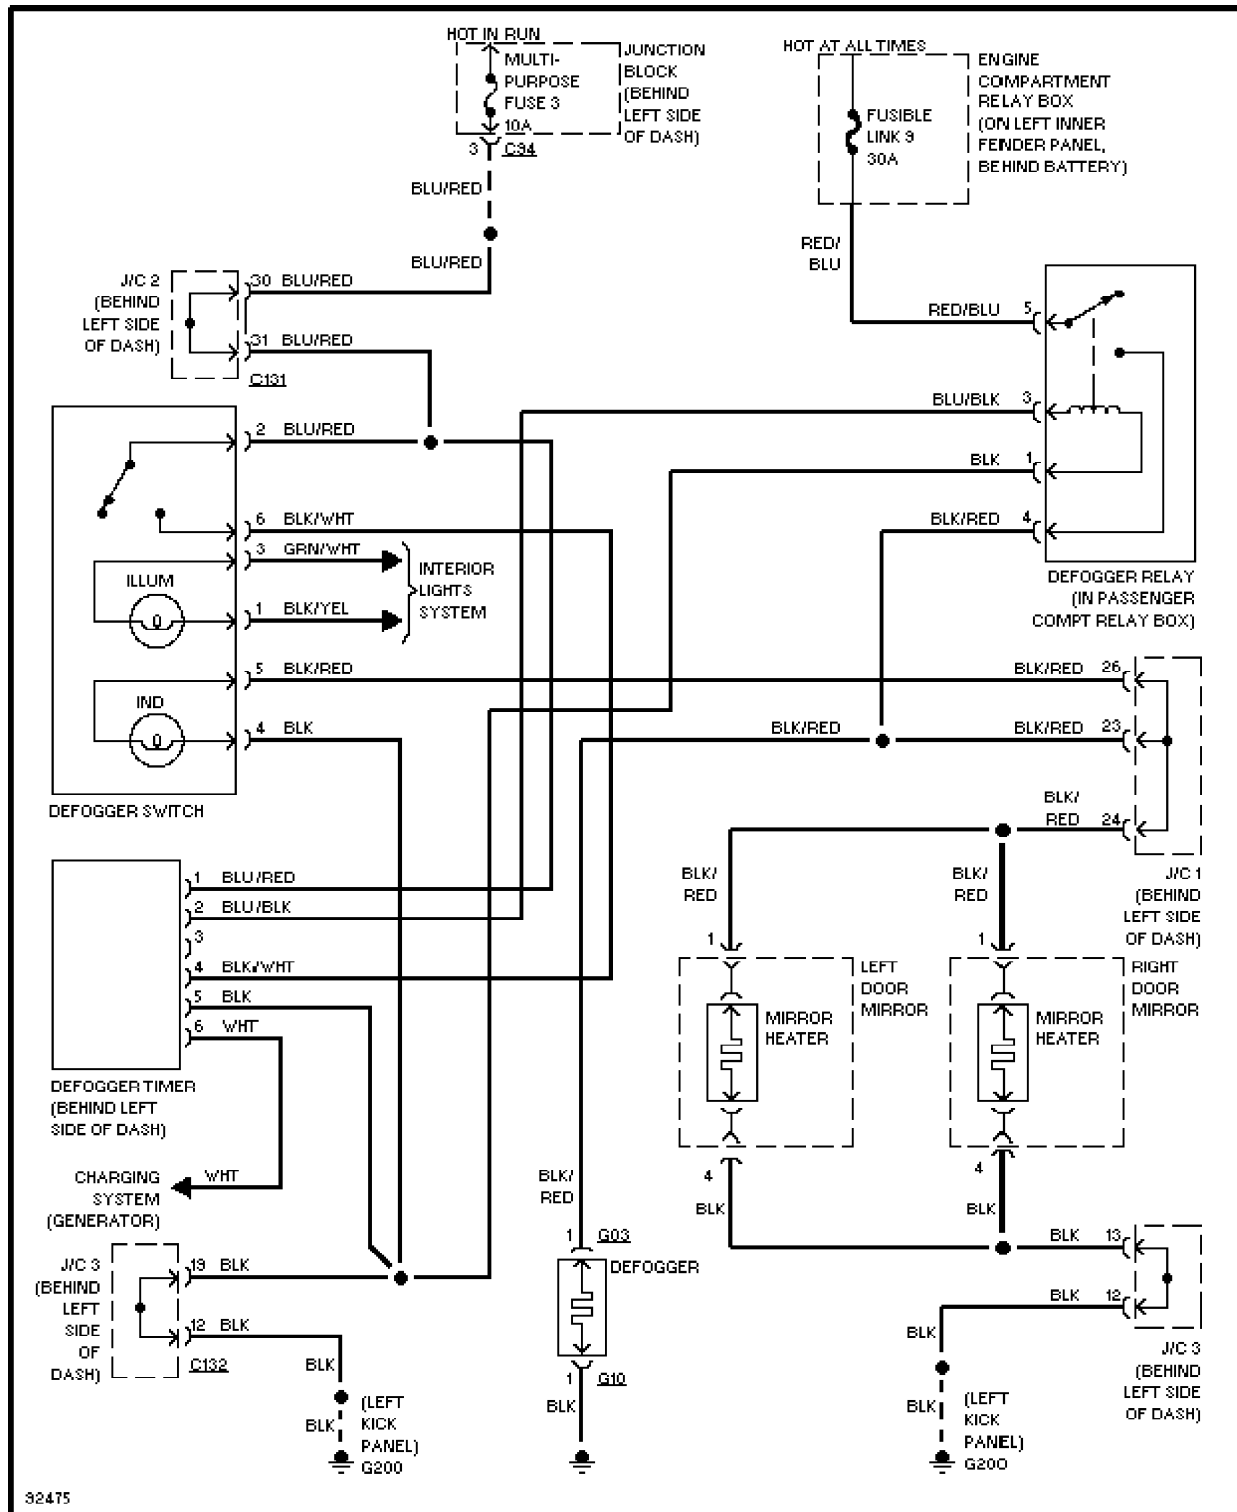 HOT IN RUN
MULTI-
PURPOSE
FUSE 3
10A
JUNCTION
BLOCK
(BEHIND
LEFT SIDE
OF DASH)
3 C94
BLU/RED
BLU/RED
HOT AT ALL TIMES
FUSIBLE
LINK 9
30A
ENGINE
COMPARTMENT
RELAY BOX
(ON LEFT INNER
FENDER PANEL,
BEHIND BATTERY)
RED/
BLU
RED/BLU 5
BLU/BLK 3
BLK 1
BLK/RED 4
DEFOGGER RELAY
(IN PASSENGER
COMPT RELAY BOX)
J/C 2
(BEHIND
LEFT SIDE
OF DASH)
30 BLU/RED
31 BLU/RED
C131
2 BLU/RED
6 BLK/WHT
3 GRN/WHT
1 BLK/YEL
INTERIOR
LIGHTS
SYSTEM
ILLUM
5 BLK/RED
IND
4 BLK
DEFOGGER SWITCH
BLK/RED 26
BLK/RED
BLK/RED 23
BLK/
RED 24
J/C 1
(BEHIND
LEFT SIDE
OF DASH)
1 BLU/RED
2 BLU/BLK
3
4 BLK/WHT
5 BLK
6 WHT
DEFOGGER TIMER
(BEHIND LEFT
SIDE OF DASH)
WHT
CHARGING
SYSTEM
(GENERATOR)
BLK/
RED
1
LEFT
DOOR
MIRROR
MIRROR
HEATER
4
BLK
BLK/
RED
1
RIGHT
DOOR
MIRROR
MIRROR
HEATER
4
BLK
J/C 3
(BEHIND
LEFT
SIDE
OF
DASH)
19 BLK
12 BLK
C132
BLK
BLK
(LEFT
KICK
PANEL)
G200
BLK/
RED
1 G03
DEFOGGER
1 G10
BLK
BLK 13
BLK 12
J/C 3
(BEHIND
LEFT SIDE
OF DASH)
BLK
BLK
(LEFT
KICK
PANEL)
G200
92475